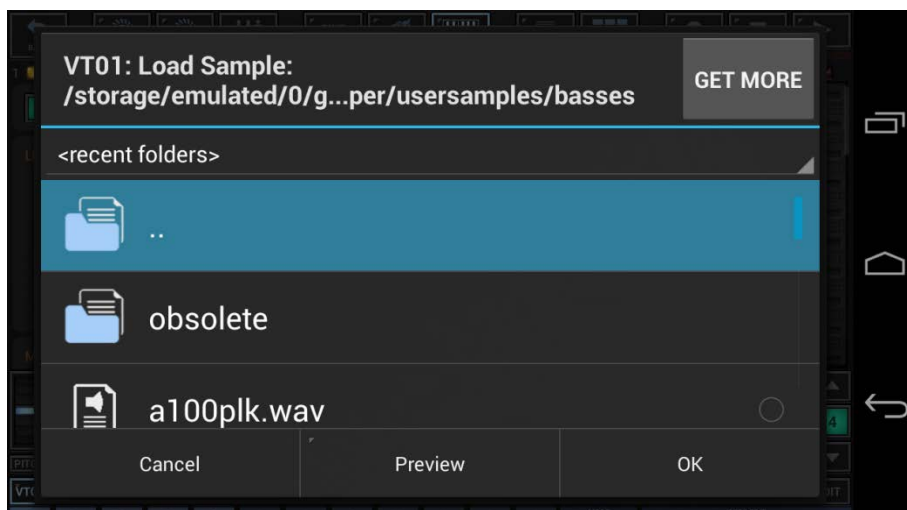 VT01: Load Sample:
/storage/emulated/0/g...per/usersamples/basses
GET MORE
<recent folders>
..
obsolete
a100plk.wav
Cancel
Preview
OK